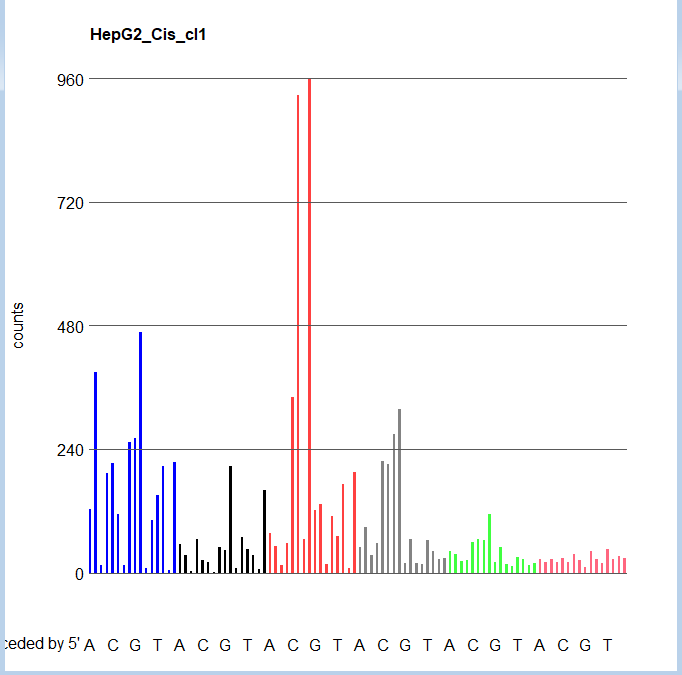 HepG2_Cis_cl1
960
720
480
240
0
counts
ceded by 5' A C G T A C G T A C G T A C G T A C G T A C G T